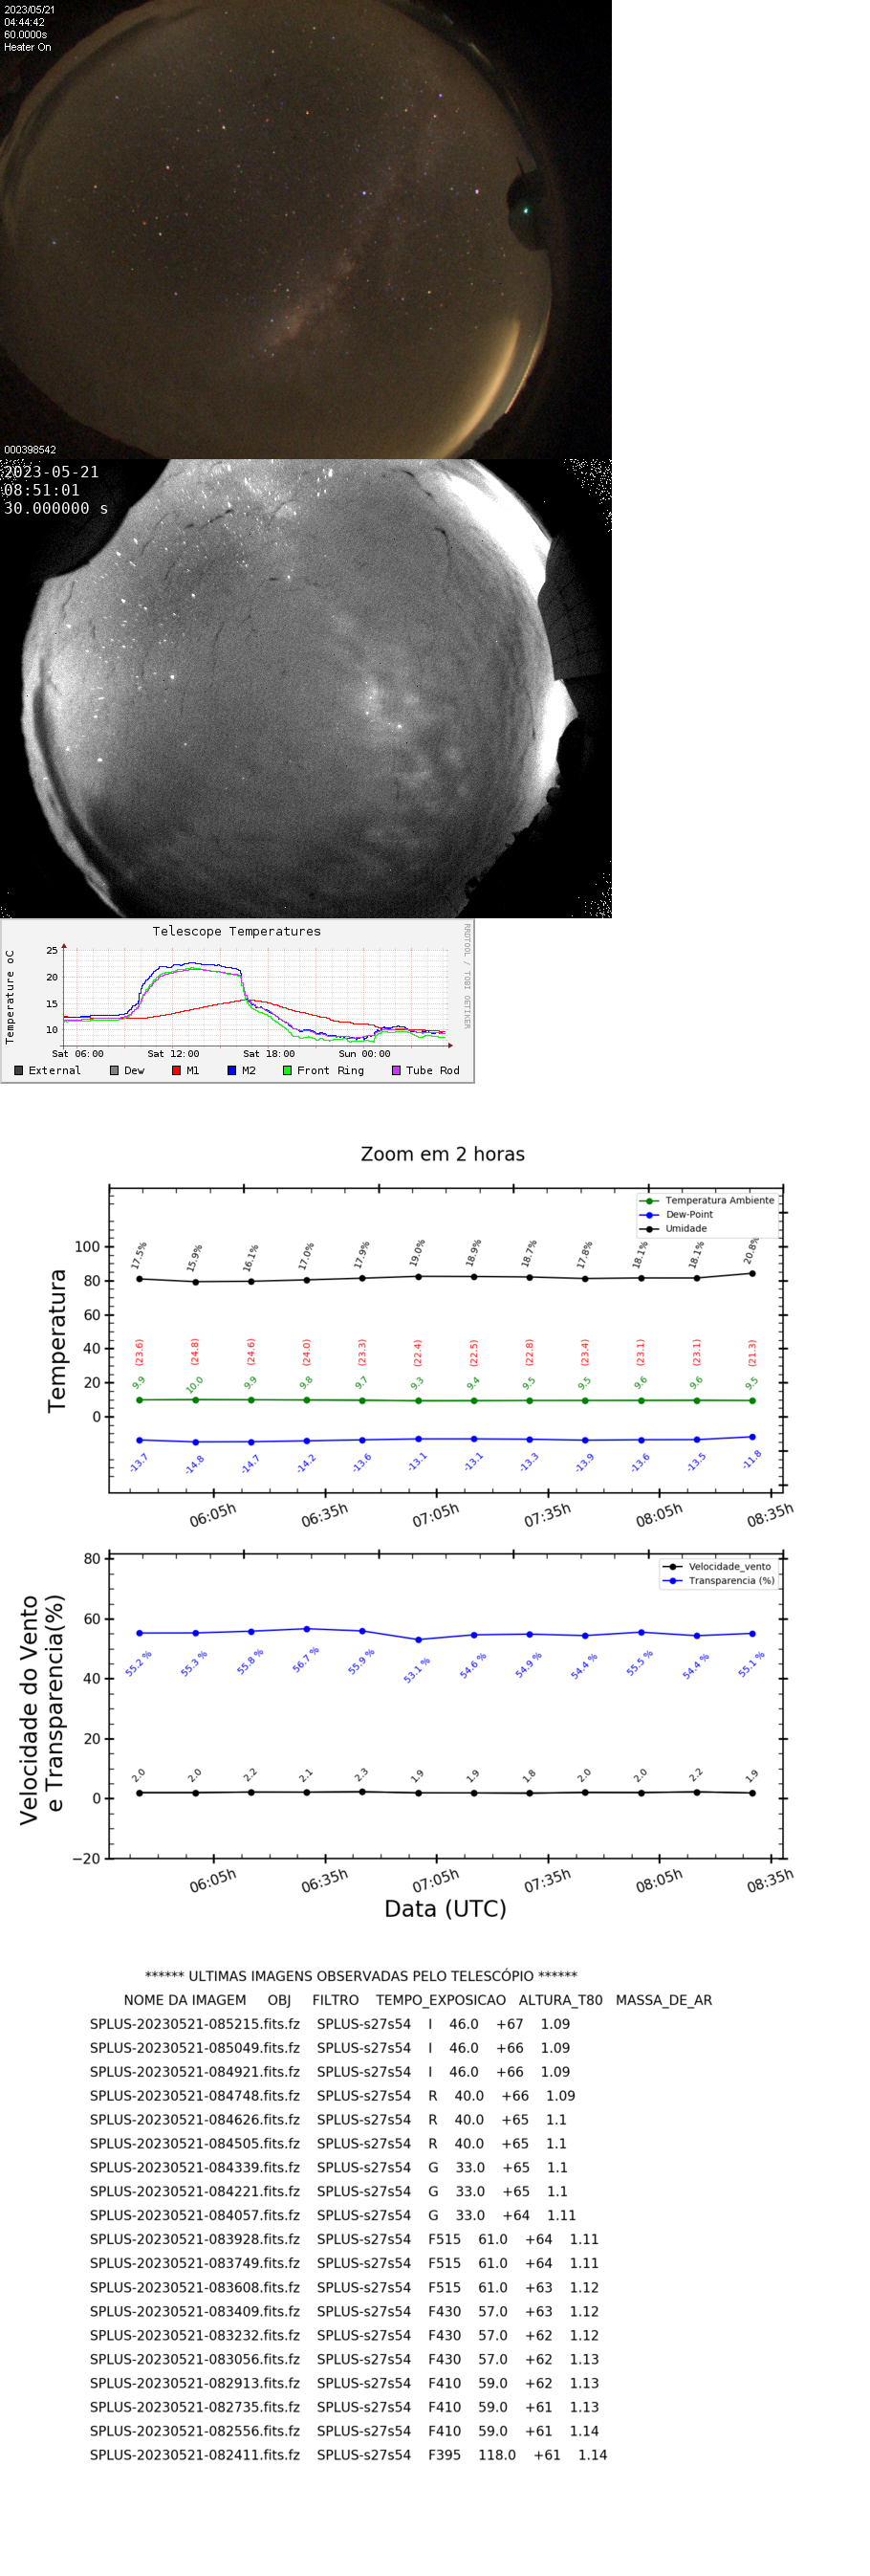 2023/05/21
04:44:42
60.0000s
Heater On
000398542
2023-05-21
08:51:01
30.000000 s
Telescope Temperatures
RRDTOOL / TOBI OETIKER
Temperature oC
25
20
15
10
Sat 06:00 Sat 12:00 Sat 18:00 Sun 00:00
External Dew M1 M2 Front Ring Tube Rod
Zoom em 2 horas
Temperatura Ambiente
Dew-Point
Umidade
Temperatura
100
80
60
40
20
0
17.5% 15.9% 16.1% 17.0% 17.9% 19.0% 18.9% 18.7% 17.8% 18.1% 18.1% 20.8%
(23.6) (24.8) (24.6) (24.0) (23.3) (22.4) (22.5) (22.8) (23.4) (23.1) (23.1) (21.3)
9.9 10.0 9.9 9.8 9.7 9.3 9.4 9.5 9.5 9.6 9.6 9.5
-13.7 -14.8 -14.7 -14.2 -13.6 -13.1 -13.1 -13.3 -13.9 -13.6 -13.5 -11.8
06:05h 06:35h 07:05h 07:35h 08:05h 08:35h
Velocidade_vento
Transparencia (%)
Velocidade do Vento
e Transparencia(%)
80
60
40
20
0
−20
55.2 % 55.3 % 55.8 % 56.7 % 55.9 % 53.1 % 54.6 % 54.9 % 54.4 % 55.5 % 54.4 % 55.1 %
2.0 2.0 2.2 2.1 2.3 1.9 1.9 1.8 2.0 2.0 2.2 1.9
06:05h 06:35h 07:05h 07:35h 08:05h 08:35h
Data (UTC)
****** ULTIMAS IMAGENS OBSERVADAS PELO TELESCÓPIO ******
NOME DA IMAGEM OBJ FILTRO TEMPO_EXPOSICAO ALTURA_T80 MASSA_DE_AR
SPLUS-20230521-085215.fits.fz SPLUS-s27s54 I 46.0 +67 1.09
SPLUS-20230521-085049.fits.fz SPLUS-s27s54 I 46.0 +66 1.09
SPLUS-20230521-084921.fits.fz SPLUS-s27s54 I 46.0 +66 1.09
SPLUS-20230521-084748.fits.fz SPLUS-s27s54 R 40.0 +66 1.09
SPLUS-20230521-084626.fits.fz SPLUS-s27s54 R 40.0 +65 1.1
SPLUS-20230521-084505.fits.fz SPLUS-s27s54 R 40.0 +65 1.1
SPLUS-20230521-084339.fits.fz SPLUS-s27s54 G 33.0 +65 1.1
SPLUS-20230521-084221.fits.fz SPLUS-s27s54 G 33.0 +65 1.1
SPLUS-20230521-084057.fits.fz SPLUS-s27s54 G 33.0 +64 1.11
SPLUS-20230521-083928.fits.fz SPLUS-s27s54 F515 61.0 +64 1.11
SPLUS-20230521-083749.fits.fz SPLUS-s27s54 F515 61.0 +64 1.11
SPLUS-20230521-083608.fits.fz SPLUS-s27s54 F515 61.0 +63 1.12
SPLUS-20230521-083409.fits.fz SPLUS-s27s54 F430 57.0 +63 1.12
SPLUS-20230521-083232.fits.fz SPLUS-s27s54 F430 57.0 +62 1.12
SPLUS-20230521-083056.fits.fz SPLUS-s27s54 F430 57.0 +62 1.13
SPLUS-20230521-082913.fits.fz SPLUS-s27s54 F410 59.0 +62 1.13
SPLUS-20230521-082735.fits.fz SPLUS-s27s54 F410 59.0 +61 1.13
SPLUS-20230521-082556.fits.fz SPLUS-s27s54 F410 59.0 +61 1.14
SPLUS-20230521-082411.fits.fz SPLUS-s27s54 F395 118.0 +61 1.14